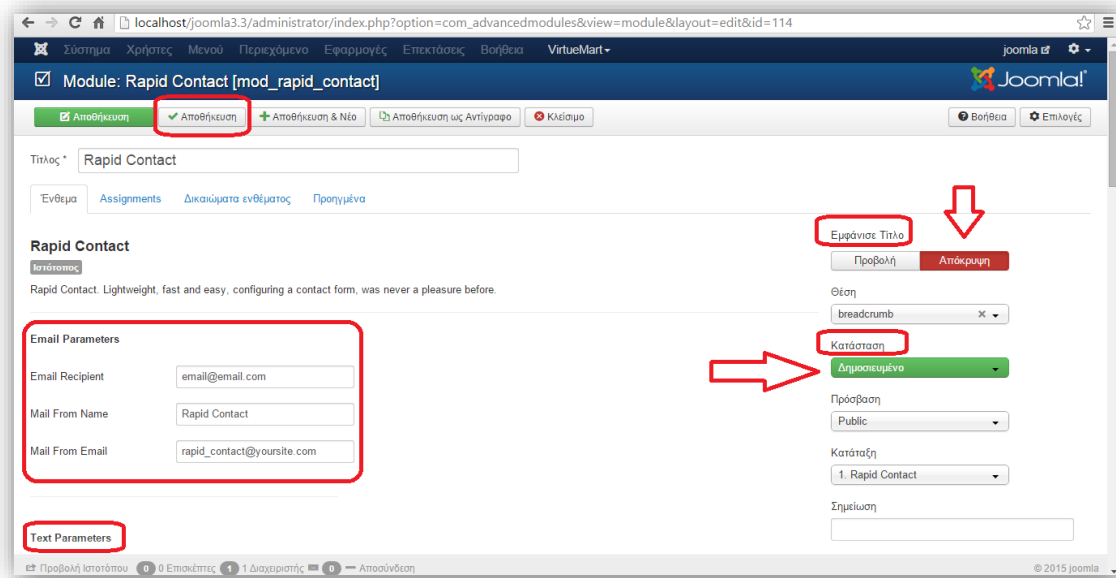 localhost/joomla3.3/administrator/index.php?option=com_advancedmodules&view=module&layout=edit&id=114
Σύστημα Χρήστες Μενού Περιεχόμενο Εφαρμογές Επεκτάσεις Βοήθεια VirtueMart joomla
Module: Rapid Contact [mod_rapid_contact] Joomla!
Αποθήκευση Αποθήκευση Αποθήκευση & Νέο Αποθήκευση ως Αντίγραφο Κλείσιμο Βοήθεια Επιλογές
Τίτλος * Rapid Contact
Ένθεμα Assignments Δικαιώματα ενθέματος Προηγμένα
Εμφάνισε Τίτλο
Rapid Contact
Προβολή Απόκρυψη
Ιστότοπος
Rapid Contact. Lightweight, fast and easy, configuring a contact form, was never a pleasure before.
Θέση
breadcrumb
Email Parameters
Κατάσταση
Email Recipient email@email.com
Δημοσιευμένο
Πρόσβαση
Mail From Name Rapid Contact
Public
Mail From Email rapid_contact@yoursite.com
Κατάταξη
1. Rapid Contact
Σημείωση
Text Parameters
Προβολή Ιστοτόπου 0 0 Επισκέπτες 1 1 Διαχειριστής 0 Αποσύνδεση © 2015 joomla